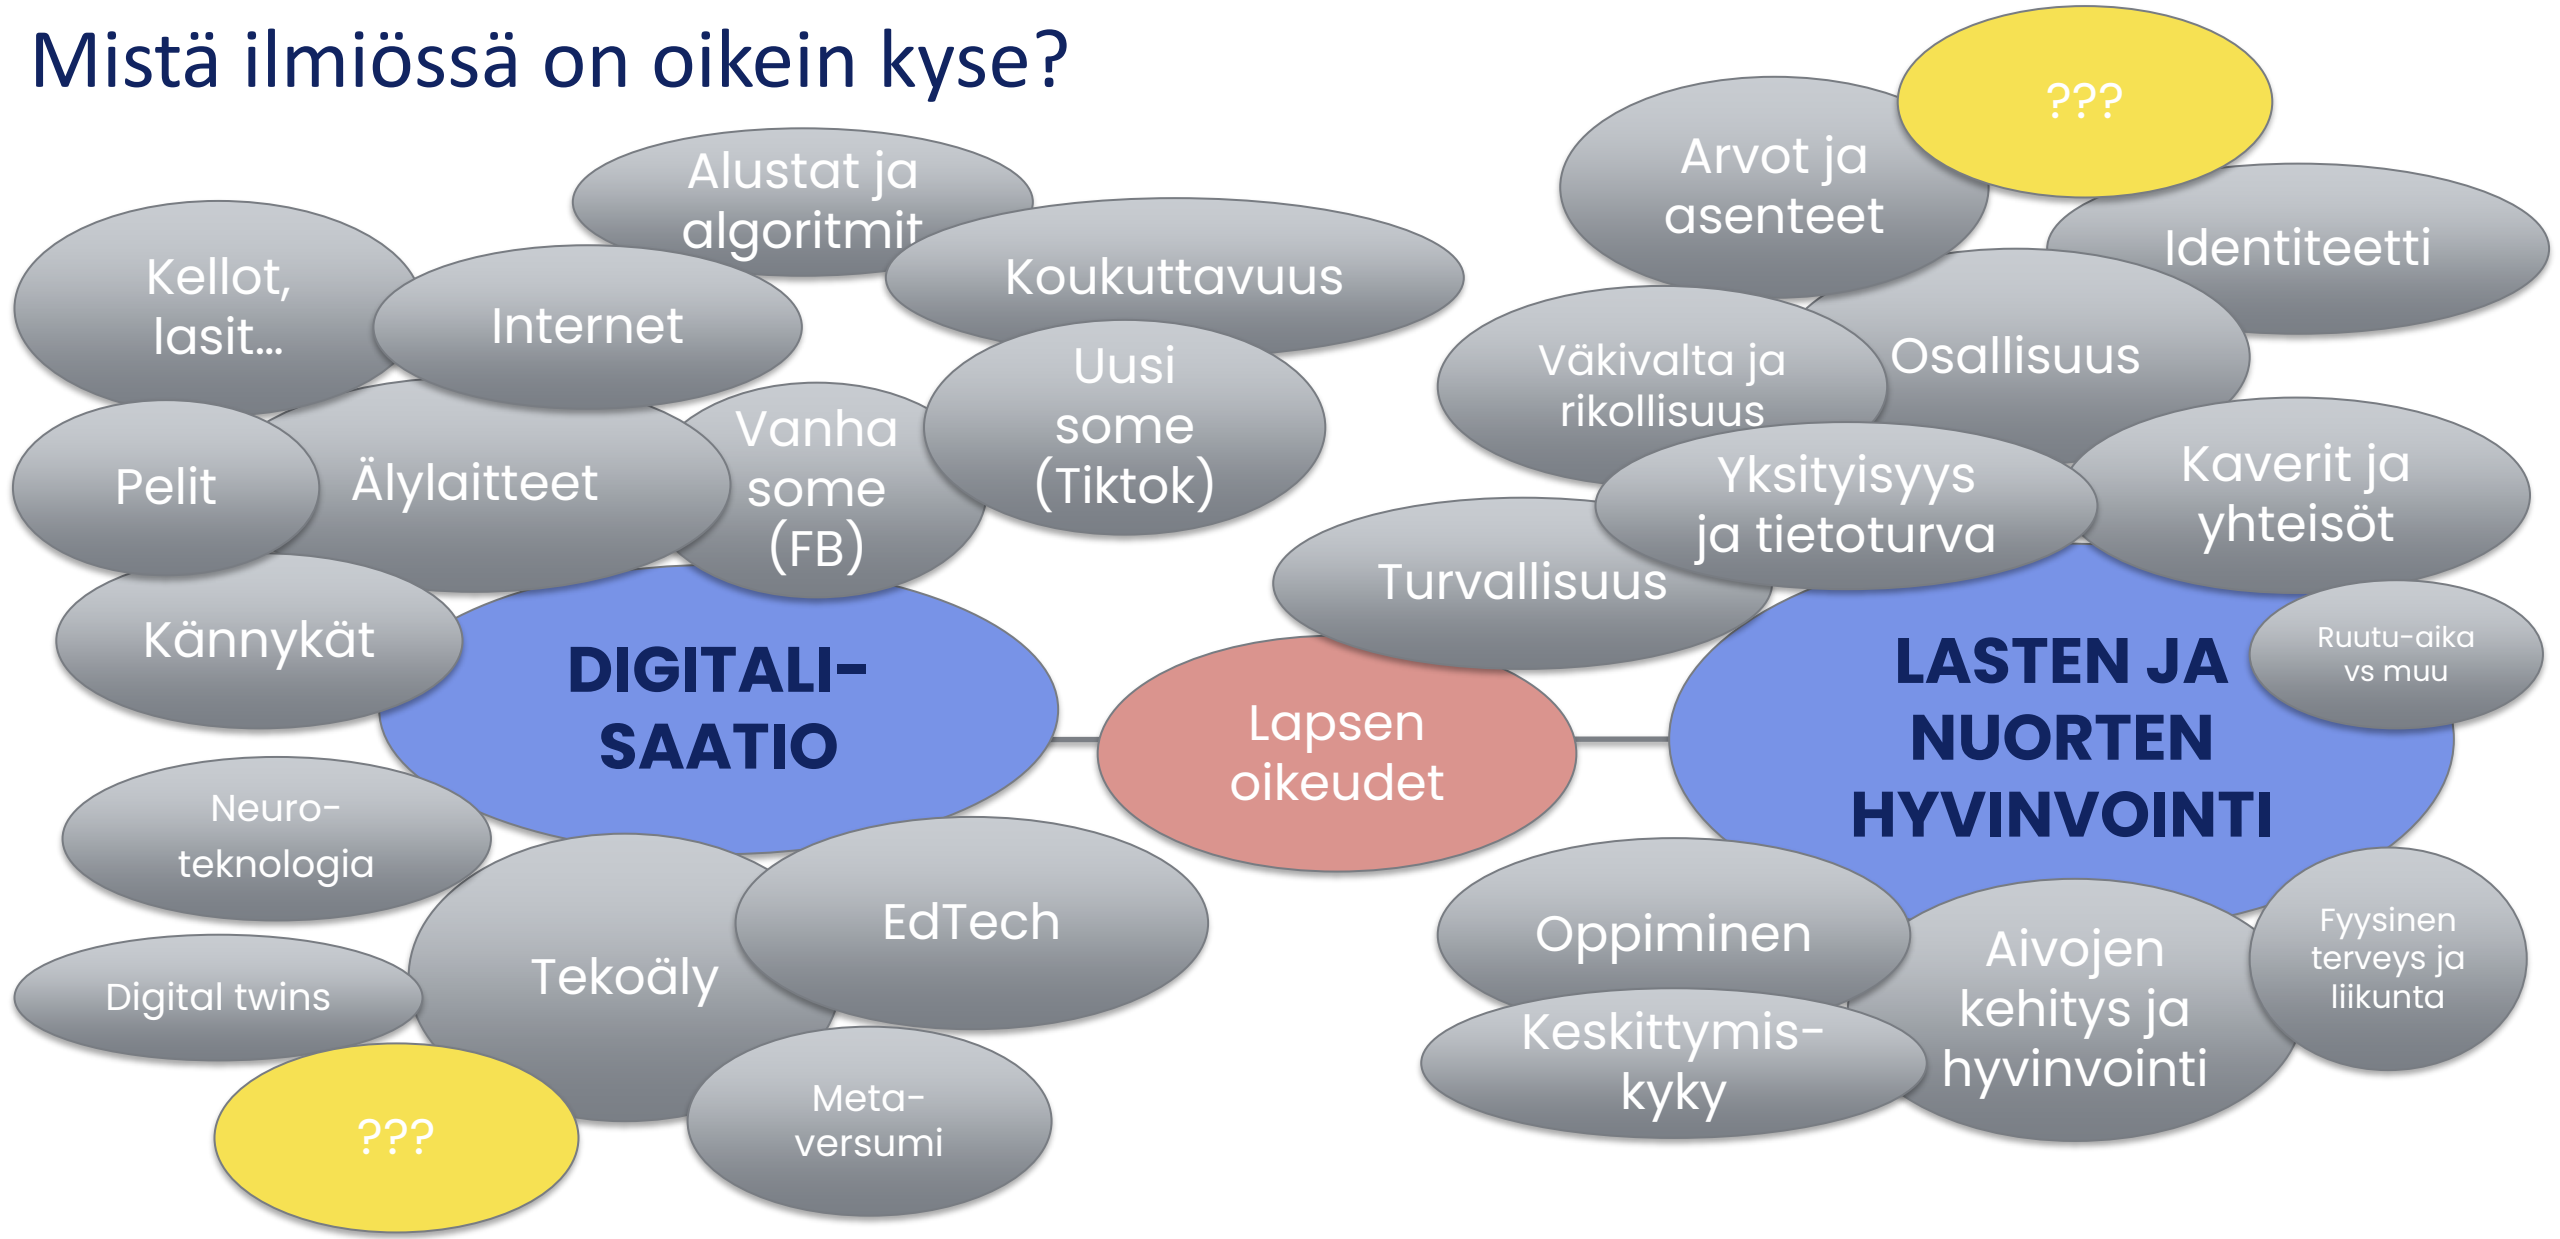 Mistä ilmiössä on oikein kyse?
Alustat ja
algoritmit
Kellot,
lasit...
Internet
Koukuttavuus
Pelit
Älylaitteet
Vanha
some
(FB)
Uusi
some
(Tiktok)
Kännykät
DIGITALI-
SAATIO
Neuro-
teknologia
Digital twins
Tekoäly
EdTech
???
Meta-
versumi
Lapsen
oikeudet
???
Arvot ja
asenteet
Identiteetti
Väkivalta ja
rikollisuus
Osallisuus
Yksityisyys
ja tietoturva
Kaverit ja
yhteisöt
Turvallisuus
LASTEN JA
NUORTEN
HYVINVOINTI
Ruutu-aika
vs muu
Oppiminen
Keskittymis-
kyky
Aivojen
kehitys ja
hyvinvointi
Fyysinen
terveys ja
liikunta